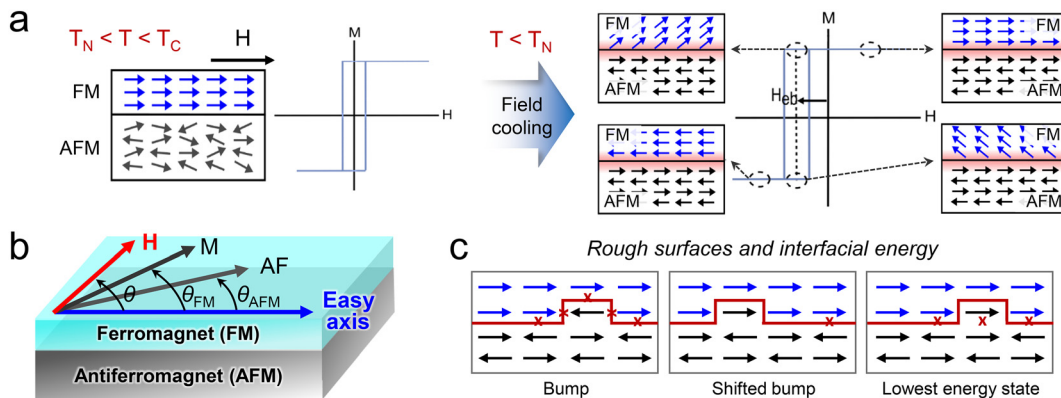 a
T_N < T < T_C
H
FM
AFM
M
H
T < T_N
Field
cooling
FM
AFM
FM
AFM
M
H_eb
H
FM
AFM
FM
AFM
b
H
M
AF
θ
θ_FM
θ_AFM
Easy
axis
Ferromagnet (FM)
Antiferromagnet (AFM)
c
Rough surfaces and interfacial energy
x x x x x
x
x x x
Bump
Shifted bump
Lowest energy state